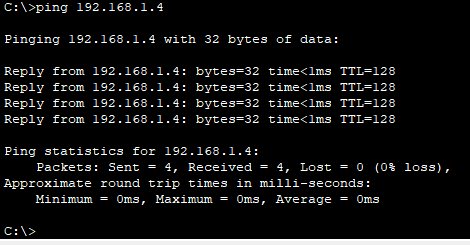 C:\>ping 192.168.1.4
Pinging 192.168.1.4 with 32 bytes of data:
Reply from 192.168.1.4: bytes=32 time<1ms TTL=128
Reply from 192.168.1.4: bytes=32 time<1ms TTL=128
Reply from 192.168.1.4: bytes=32 time<1ms TTL=128
Reply from 192.168.1.4: bytes=32 time<1ms TTL=128
Ping statistics for 192.168.1.4:
    Packets: Sent = 4, Received = 4, Lost = 0 (0% loss),
Approximate round trip times in milli-seconds:
    Minimum = 0ms, Maximum = 0ms, Average = 0ms
C:\>